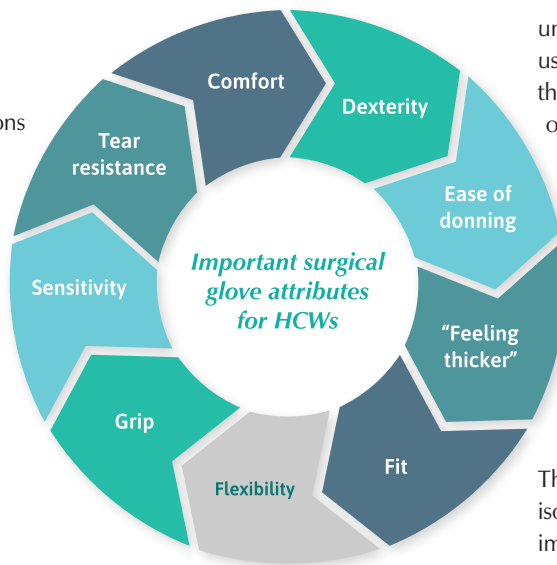 Comfort
Dexterity
Ease of
donning
“Feeling
thicker”
Fit
Flexibility
Grip
Sensitivity
Tear
resistance
Important surgical
glove attributes
for HCWs